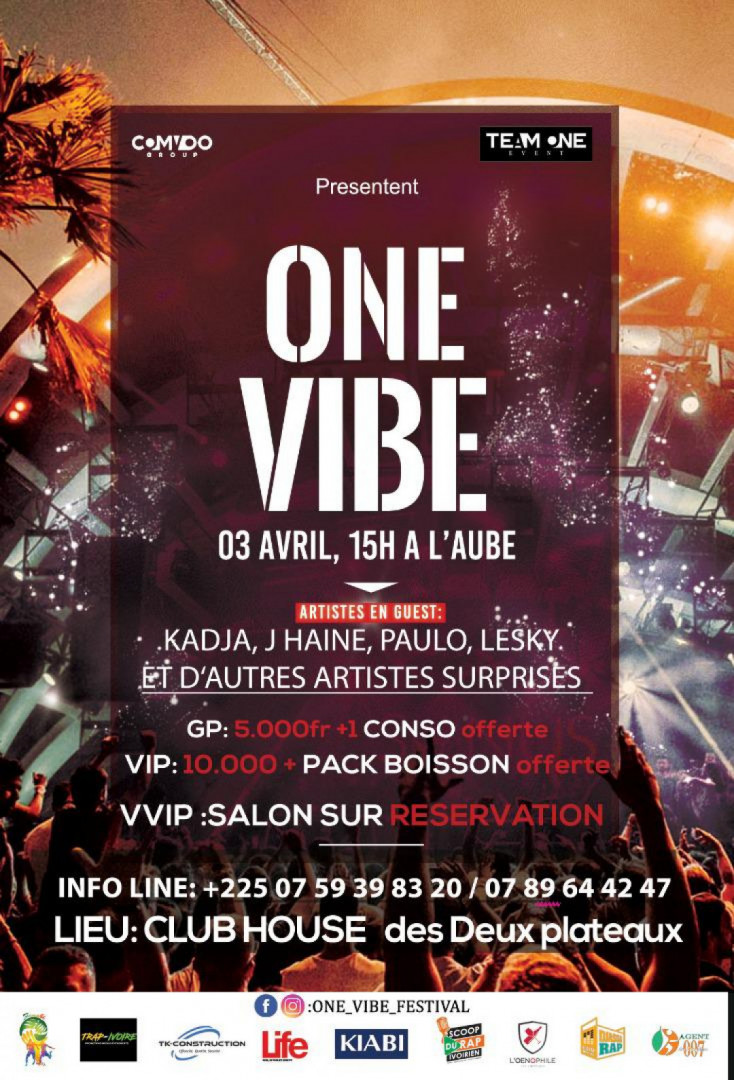 COMDO
GROUP
TEAM ONE
EVENT
Presentent
ONE
VIBE
03 AVRIL, 15H A L'AUBE
ARTISTES EN GUEST:
KADJA, J HAINE, PAULO, LESKY
ET D'AUTRES ARTISTES SURPRISES
GP: 5.000fr +1 CONSO offerte
VIP: 10.000 + PACK BOISSON offerte
VVIP :SALON SUR RESERVATION
INFO LINE: +225 07 59 39 83 20 / 07 89 64 42 47
LIEU: CLUB HOUSE des Deux plateaux
:ONE_VIBE_FESTIVAL
TRAP-IVOIRE
TK-CONSTRUCTION
Life
KIABI
SCOOP
DU RAP
IVOIRIEN
L'OENOPHILE
RAP
AGENT
007